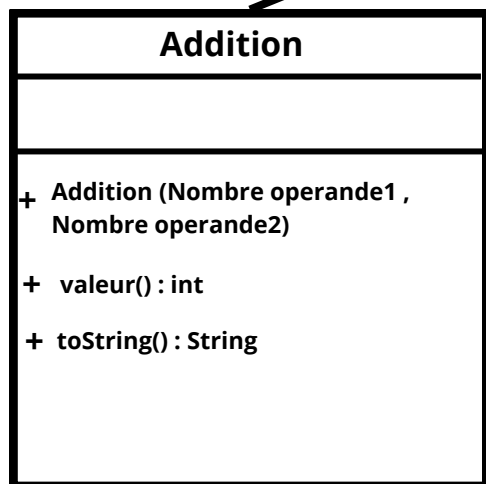 Addition
+ Addition (Nombre operande1 ,
Nombre operande2)
+ valeur() : int
+ toString() : String